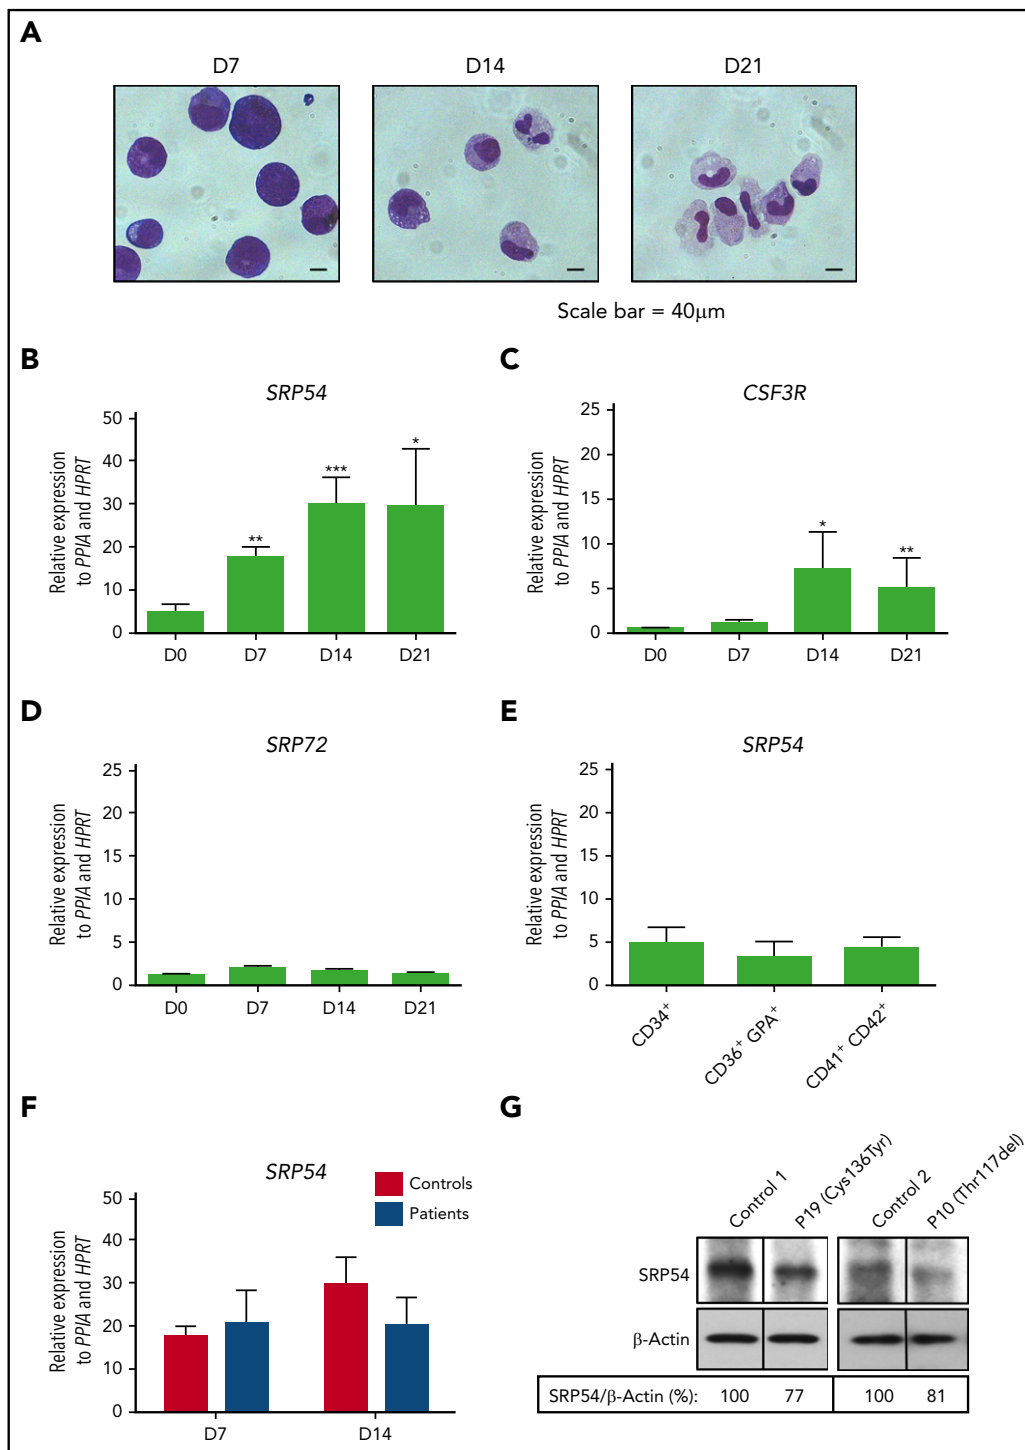 A
D7 D14 D21
Scale bar = 40μm
B
SRP54
Relative expression
to PPIA and HPRT
50
40
30
20
10
0
**
***
*
D0 D7 D14 D21
C
CSF3R
Relative expression
to PPIA and HPRT
25
20
15
10
5
0
*
**
D0 D7 D14 D21
D
SRP72
Relative expression
to PPIA and HPRT
25
20
15
10
5
0
D0 D7 D14 D21
E
SRP54
Relative expression
to PPIA and HPRT
25
20
15
10
5
0
CD34+
CD36+ GPA+
CD41+ CD42+
F
SRP54
Controls
Patients
Relative expression
to PPIA and HPRT
50
40
30
20
10
0
D7 D14
G
Control 1
P19 (Cys136Tyr)
Control 2
P10 (Thr117del)
SRP54
β-Actin
SRP54/β-Actin (%): 100 77 100 81